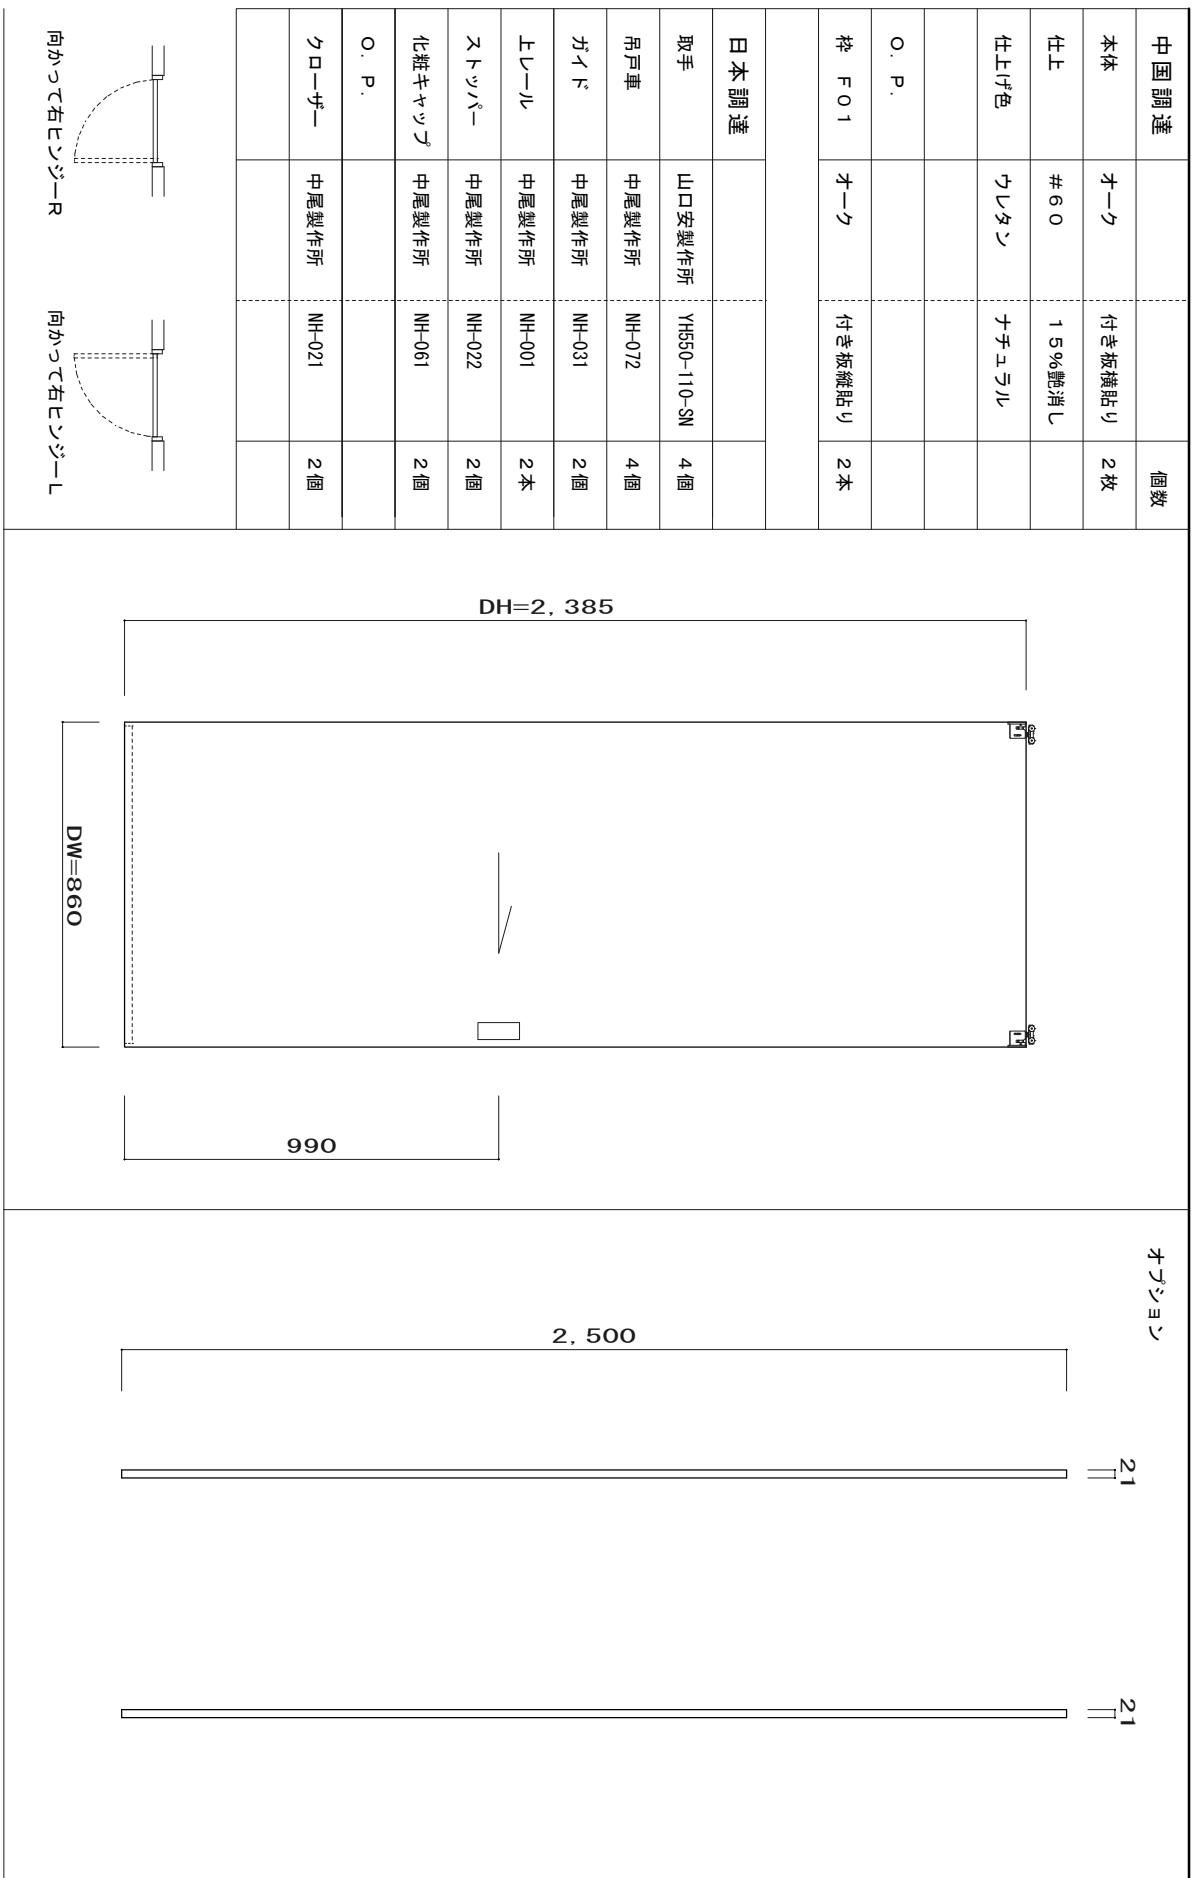 中国調達 個数
本体 オーク 付き板横貼り 2枚
仕上 #60 15%艶消し
仕上げ色 ウレタン ナチュラル
O. P.
枠 F01 オーク 付き板縦貼り 2本
日本調達
取手 山口安製作所 YH550-110-SN 4個
吊戸車 中尾製作所 NH-072 4個
ガイド 中尾製作所 NH-031 2個
上レール 中尾製作所 NH-001 2本
ストッパー 中尾製作所 NH-022 2個
化粧キャップ 中尾製作所 NH-061 2個
O. P.
クローザー 中尾製作所 NH-021 2個
向かって右ヒンジーR
向かって右ヒンジーL
DH=2, 385
DW=860
990
オプション
2, 500
21
21